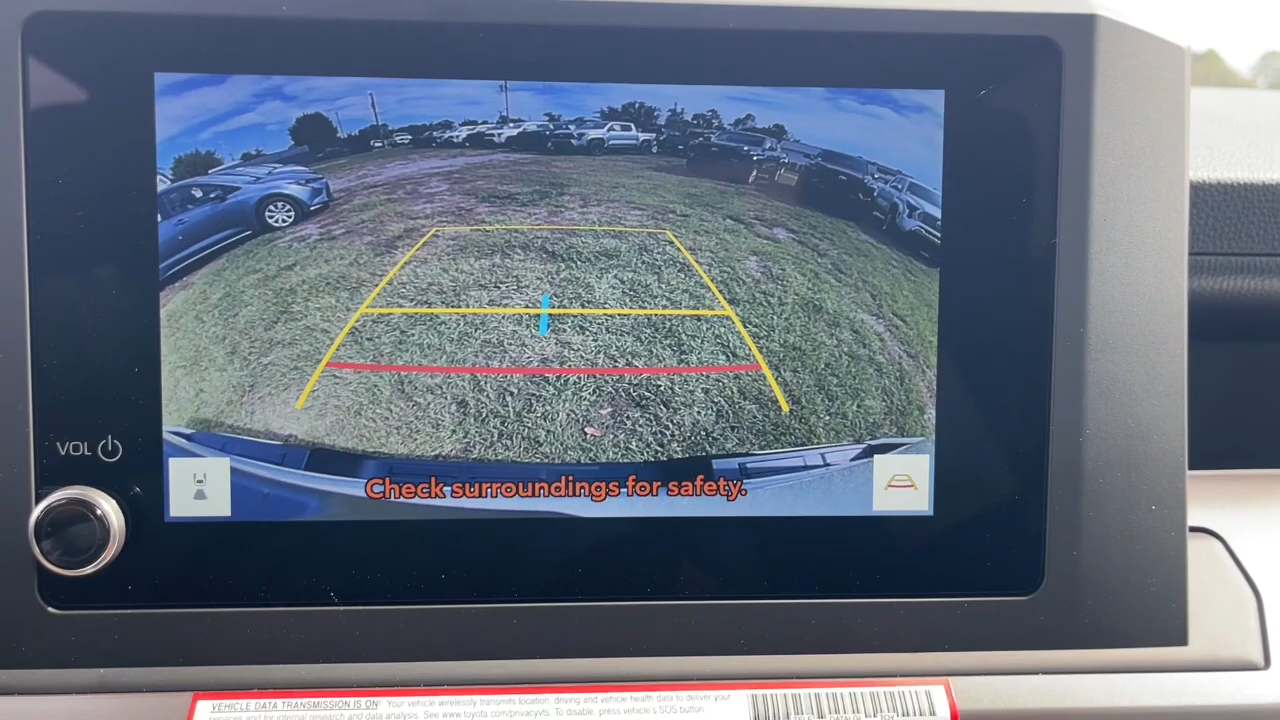 VOL
Check surroundings for safety.
VEHICLE DATA TRANSMISSION IS ON! Your vehicle wirelessly transmits location, driving and vehicle health data to deliver your
services and for internal research and data analysis. See www.toyota.com/privacyvts. To disable, press vehicle's SOS button.